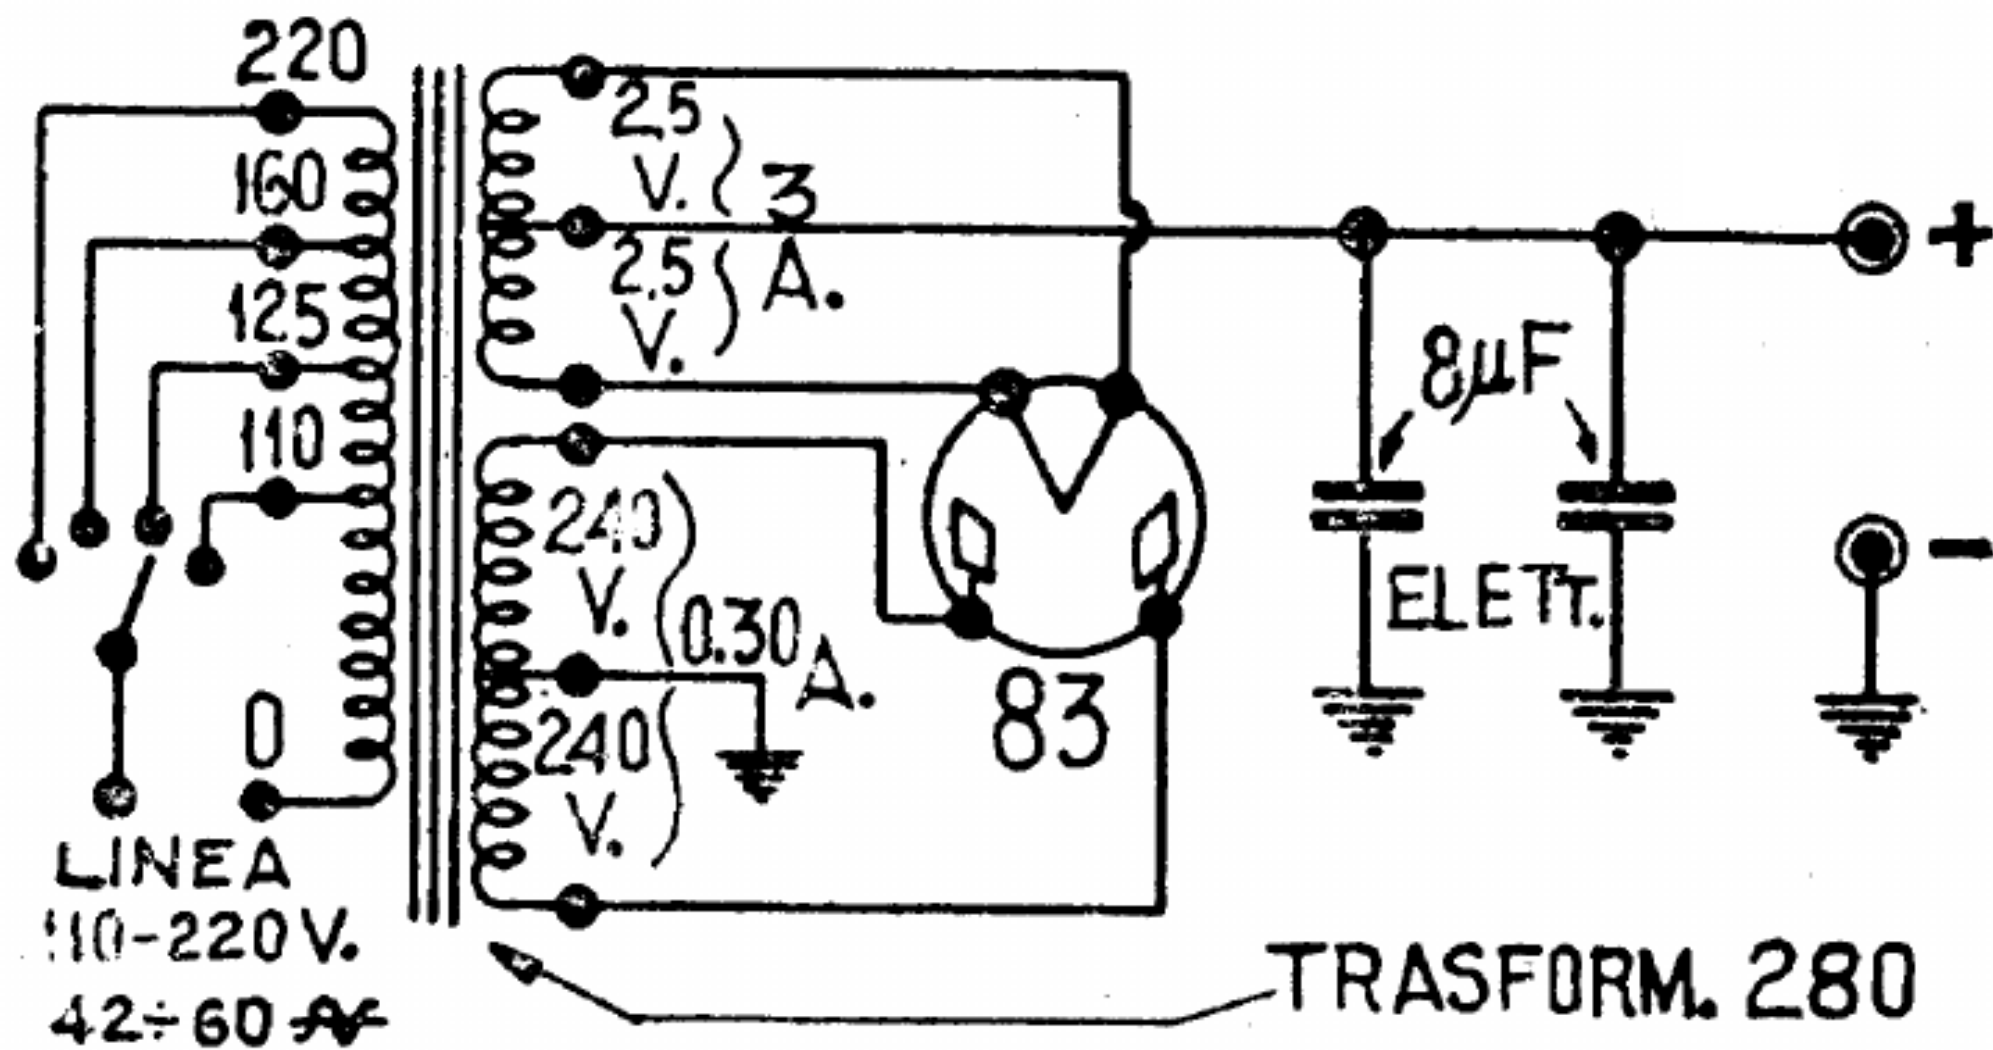 220
160
125
110
0
LINEA
110-220 V.
42÷60
2,5
V.
2,5
V.
3
A.
240
V.
240
V.
0.30
A.
83
8µF
ELETT.
+
-
TRASFORM. 280